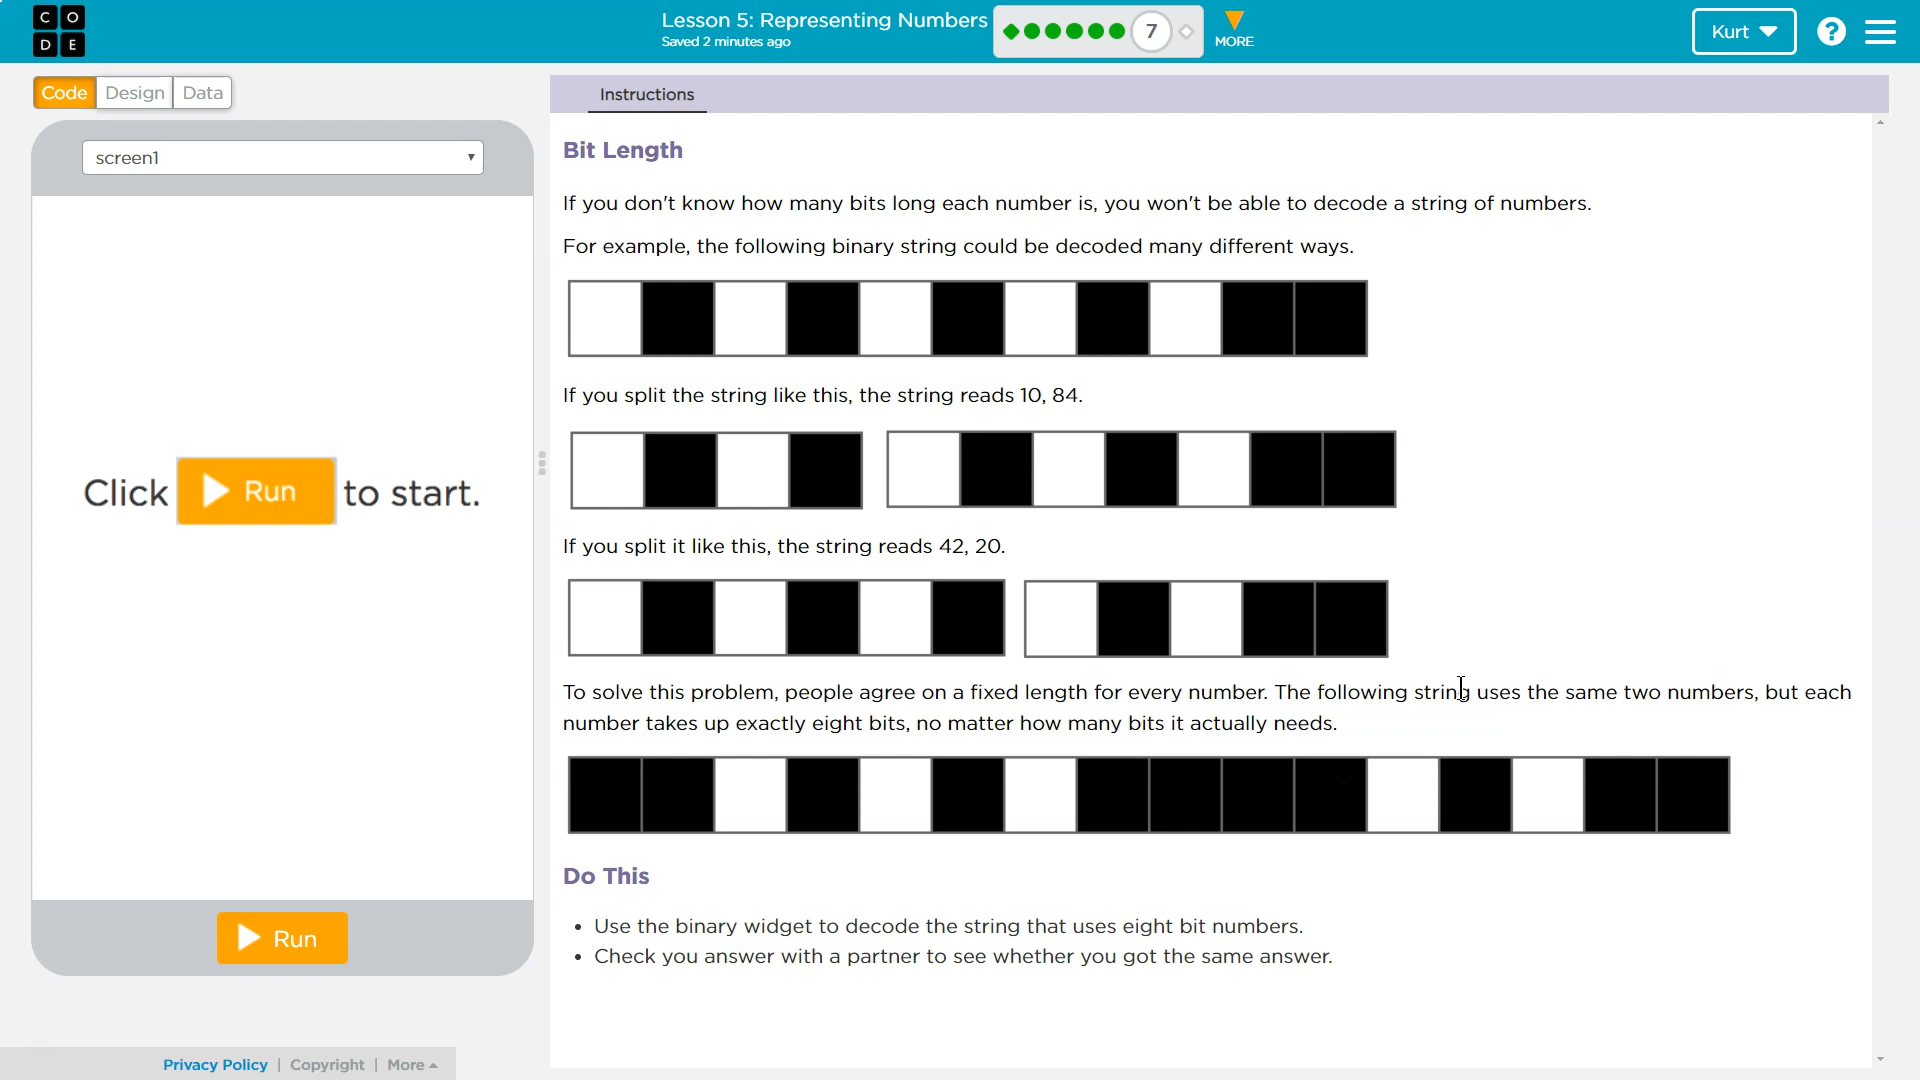 C O
D E
Lesson 5: Representing Numbers
Saved 2 minutes ago
7
MORE
Kurt
?
Code Design Data
Instructions
screen1
Click Run to start.
Run
Bit Length
If you don't know how many bits long each number is, you won't be able to decode a string of numbers.
For example, the following binary string could be decoded many different ways.
If you split the string like this, the string reads 10, 84.
If you split it like this, the string reads 42, 20.
To solve this problem, people agree on a fixed length for every number. The following string uses the same two numbers, but each
number takes up exactly eight bits, no matter how many bits it actually needs.
Do This
• Use the binary widget to decode the string that uses eight bit numbers.
• Check you answer with a partner to see whether you got the same answer.
Privacy Policy | Copyright | More